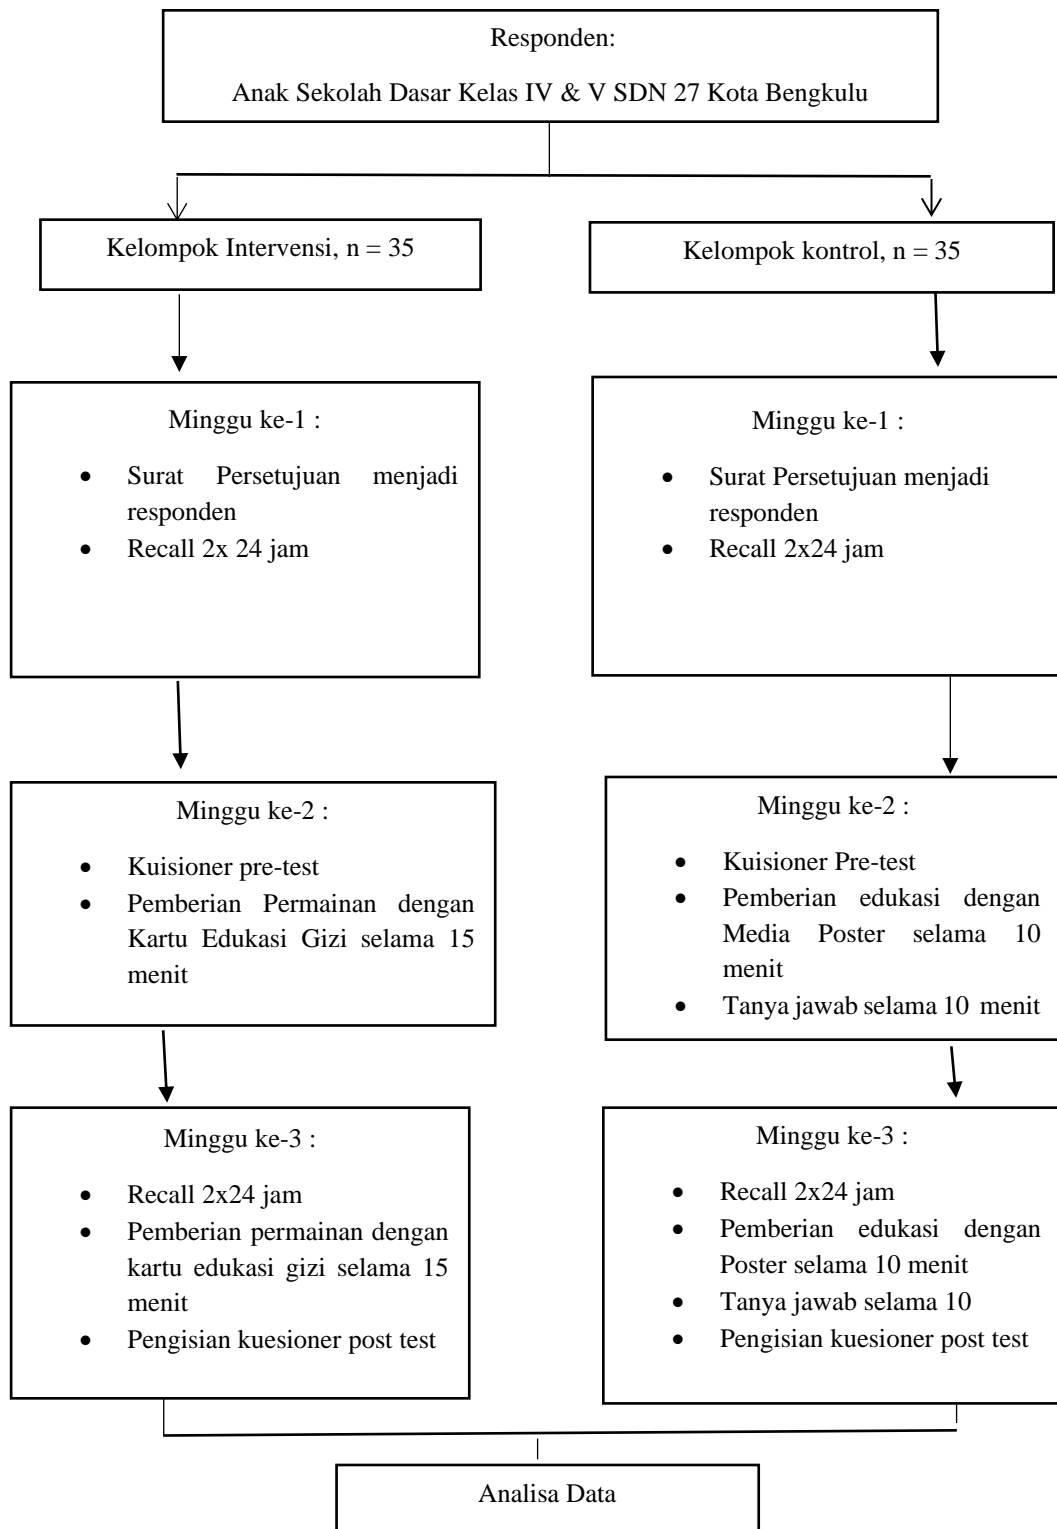 Responden:
Anak Sekolah Dasar Kelas IV & V SDN 27 Kota Bengkulu
Kelompok Intervensi, n = 35
Kelompok kontrol, n = 35
Minggu ke-1 :
• Surat Persetujuan menjadi
responden
• Recall 2x 24 jam
Minggu ke-1 :
• Surat Persetujuan menjadi
responden
• Recall 2x24 jam
Minggu ke-2 :
• Kuisioner pre-test
• Pemberian Permainan dengan
Kartu Edukasi Gizi selama 15
menit
Minggu ke-2 :
• Kuisioner Pre-test
• Pemberian edukasi dengan
Media Poster selama 10
menit
• Tanya jawab selama 10 menit
Minggu ke-3 :
• Recall 2x24 jam
• Pemberian permainan dengan
kartu edukasi gizi selama 15
menit
• Pengisian kuesioner post test
Minggu ke-3 :
• Recall 2x24 jam
• Pemberian edukasi dengan
Poster selama 10 menit
• Tanya jawab selama 10
• Pengisian kuesioner post test
Analisa Data